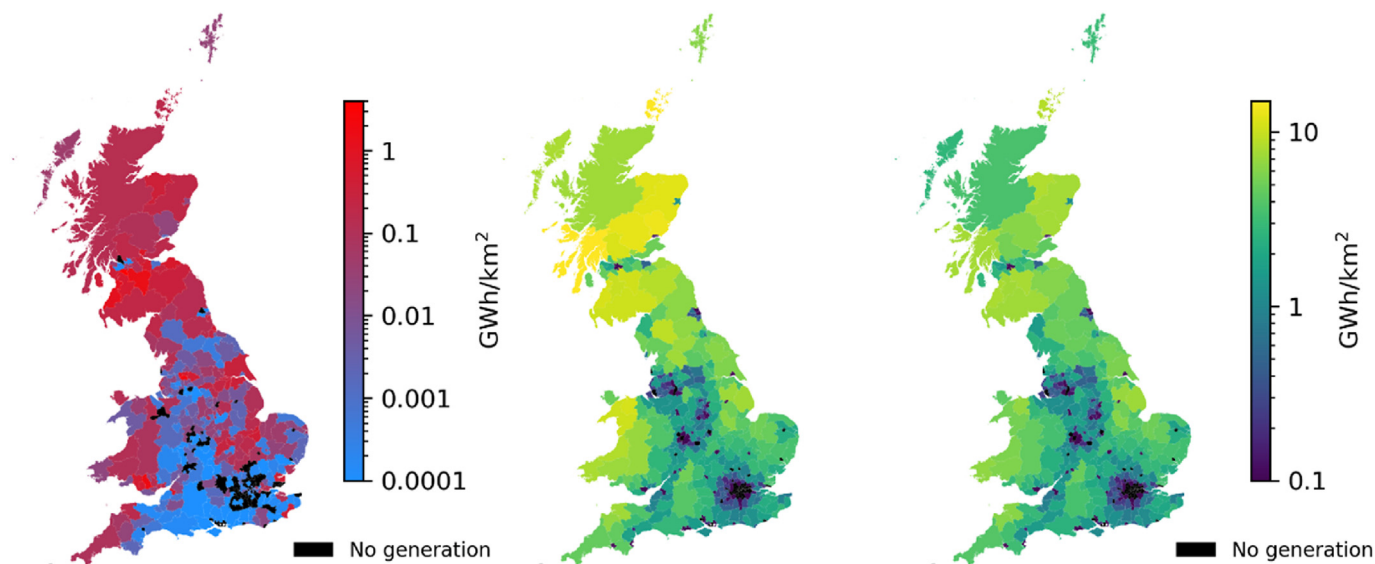 1
0.1
0.01
0.001
0.0001
GWh/km²
No generation
10
1
0.1
GWh/km²
No generation